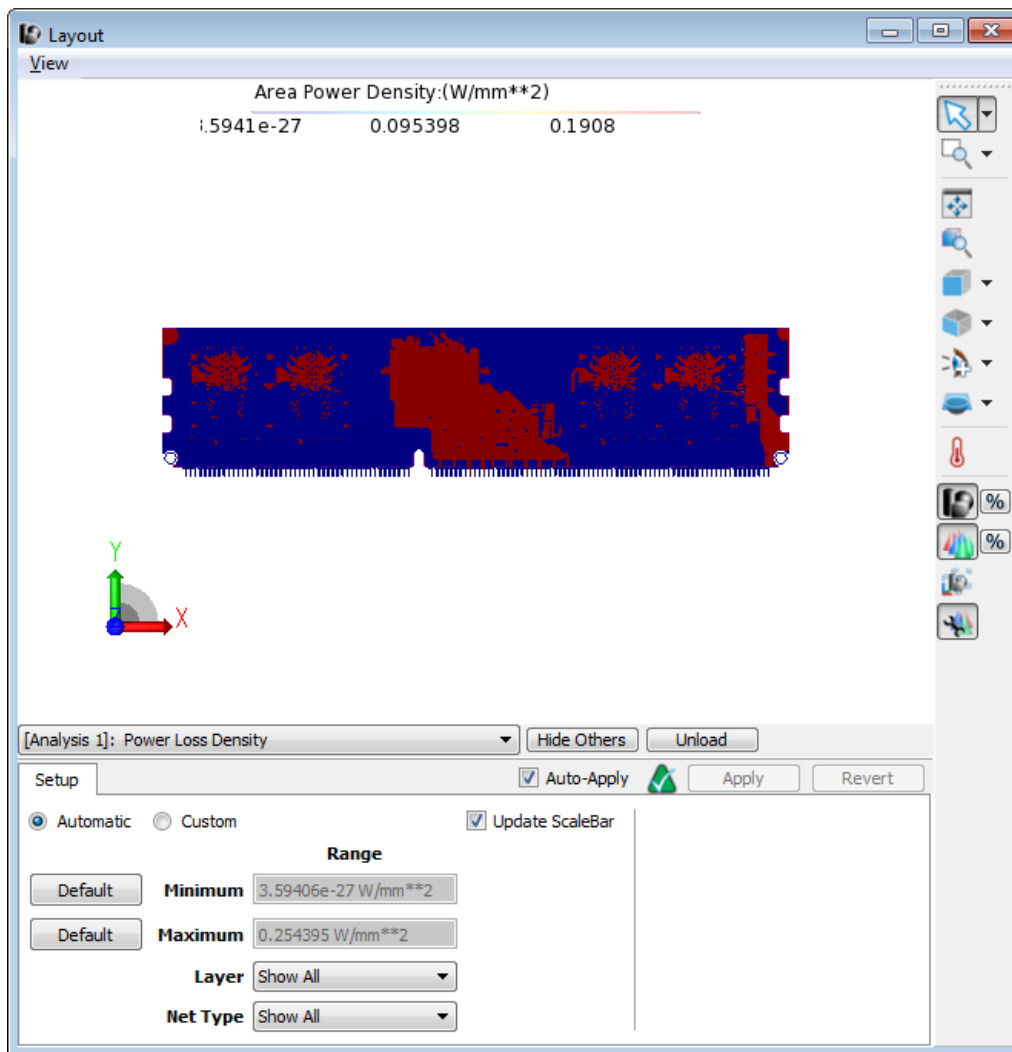 Layout
View
Area Power Density:(W/mm**2)
.5941e-27 0.095398 0.1908
Y
X
%
%
[Analysis 1]: Power Loss Density Hide Others Unload
Setup Auto-Apply Apply Revert
Automatic Custom Update ScaleBar
Range
Default Minimum 3.59406e-27 W/mm**2
Default Maximum 0.254395 W/mm**2
Layer Show All
Net Type Show All